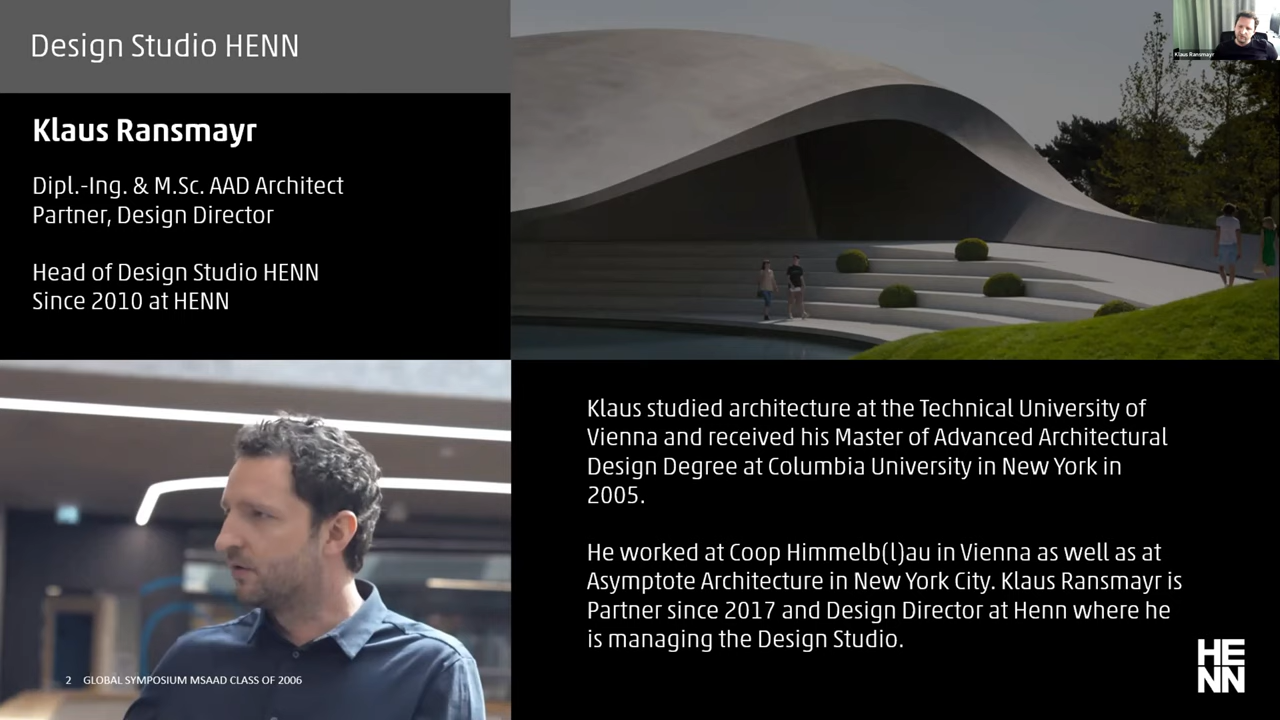 Design Studio HENN
Klaus Ransmayr
Klaus Ransmayr
Dipl.-Ing. & M.Sc. AAD Architect
Partner, Design Director
Head of Design Studio HENN
Since 2010 at HENN
Klaus studied architecture at the Technical University of
Vienna and received his Master of Advanced Architectural
Design Degree at Columbia University in New York in
2005.
He worked at Coop Himmelb(l)au in Vienna as well as at
Asymptote Architecture in New York City. Klaus Ransmayr is
Partner since 2017 and Design Director at Henn where he
is managing the Design Studio.
2 GLOBAL SYMPOSIUM MSAAD CLASS OF 2006
HE
NN